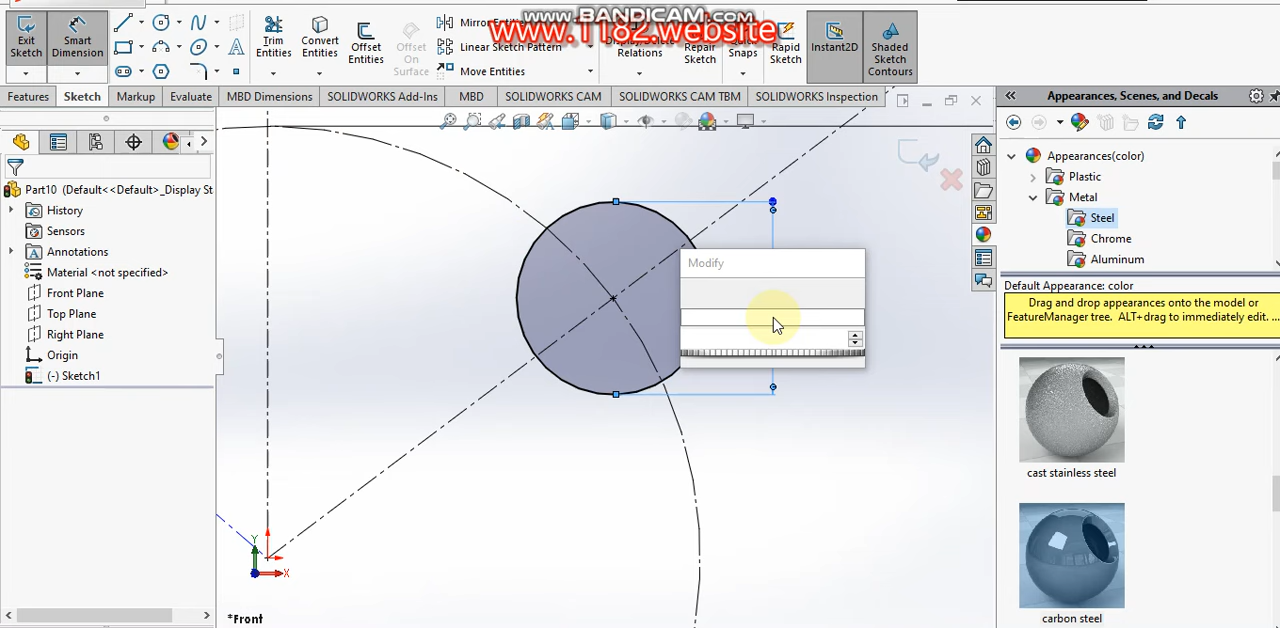 www.BANDICAM.com
www.1182.website
Exit Sketch
Smart Dimension
Trim Entities
Convert Entities
Offset Entities
Offset On Surface
Mirror Entities
Linear Sketch Pattern
Move Entities
Display/Delete Relations
Repair Sketch
Quick Snaps
Rapid Sketch
Instant2D
Shaded Sketch Contours
Features
Sketch
Markup
Evaluate
MBD Dimensions
SOLIDWORKS Add-Ins
MBD
SOLIDWORKS CAM
SOLIDWORKS CAM TBM
SOLIDWORKS Inspection
Part10 (Default<<Default>_Display St
History
Sensors
Annotations
Material <not specified>
Front Plane
Top Plane
Right Plane
Origin
(-) Sketch1
Modify
Y
X
*Front
Appearances, Scenes, and Decals
Appearances(color)
Plastic
Metal
Steel
Chrome
Aluminum
Default Appearance: color
Drag and drop appearances onto the model or
FeatureManager tree. ALT+drag to immediately edit. ...
cast stainless steel
carbon steel